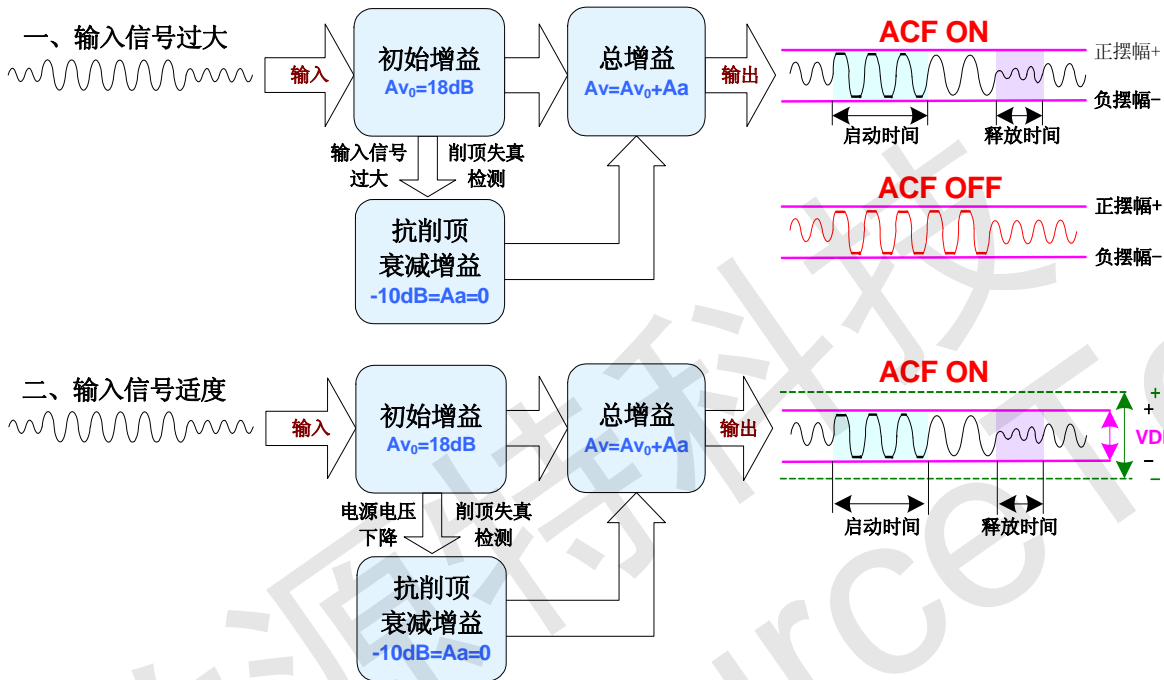 一、输入信号过大
输入
初始增益
Av₀=18dB
总增益
Av=Av₀+Aa
输出
ACF ON
正摆幅+
负摆幅-
启动时间
释放时间
输入信号
过大
削顶失真
检测
抗削顶
衰减增益
-10dB=Aa=0
ACF OFF
正摆幅+
负摆幅-
二、输入信号适度
输入
初始增益
Av₀=18dB
总增益
Av=Av₀+Aa
输出
ACF ON
+
+
VD
-
-
启动时间
释放时间
电源电压
下降
削顶失真
检测
抗削顶
衰减增益
-10dB=Aa=0
源特科技
urceT